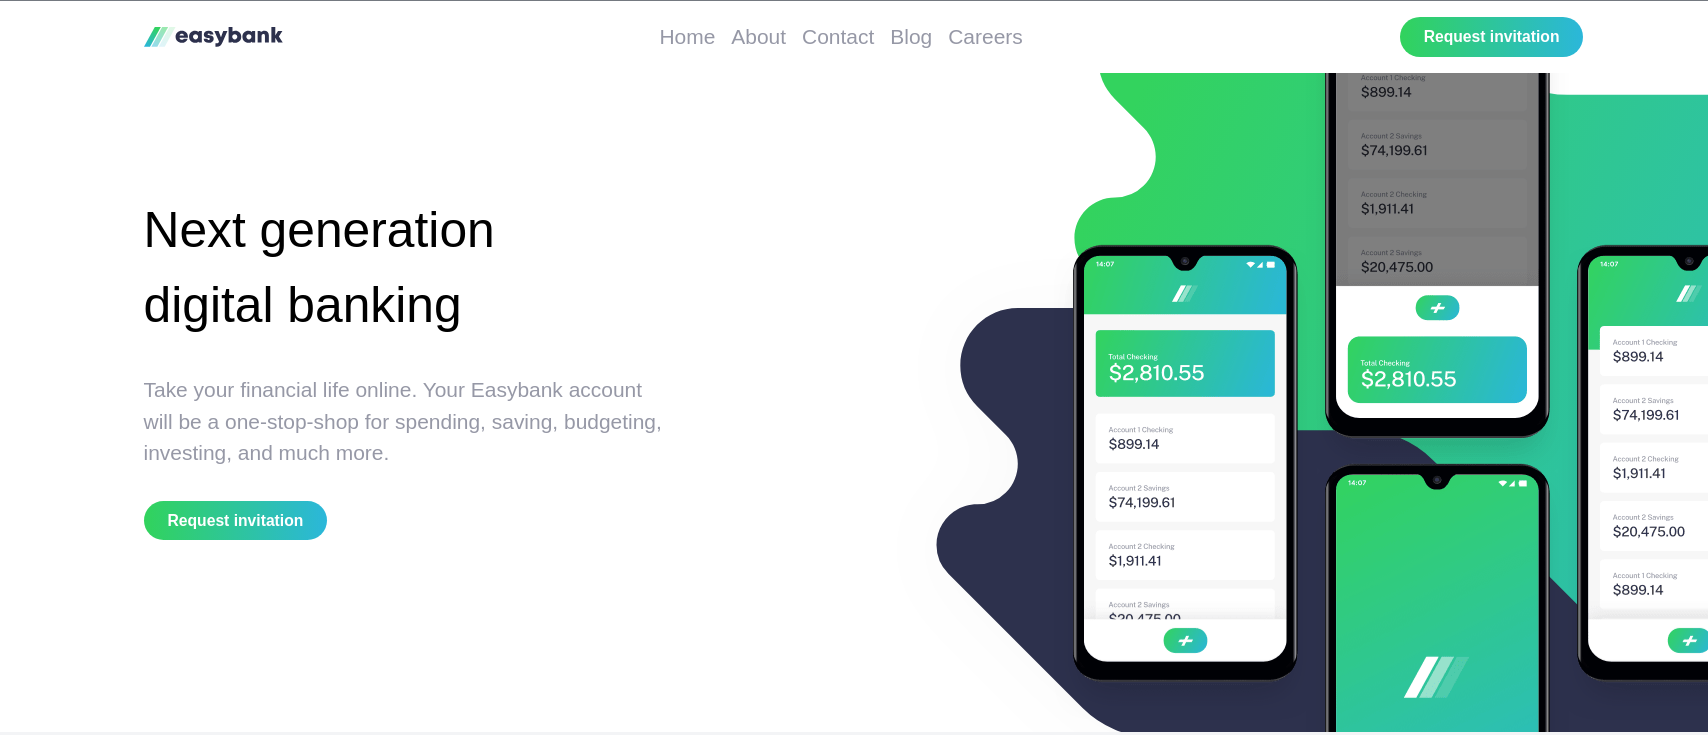 easybank
Home About Contact Blog Careers
Request invitation
Next generation
digital banking
Take your financial life online. Your Easybank account
will be a one-stop-shop for spending, saving, budgeting,
investing, and much more.
Request invitation
14:07
Total Checking
$2,810.55
Account 1 Checking
$899.14
Account 2 Savings
$74,199.61
Account 2 Checking
$1,911.41
Account 2 Savings
$20,475.00
Account 1 Checking
$899.14
Account 2 Savings
$74,199.61
Account 2 Checking
$1,911.41
Account 2 Savings
$20,475.00
Total Checking
$2,810.55
14:07
14:07
Account 1 Checking
$899.14
Account 2 Savings
$74,199.61
Account 2 Checking
$1,911.41
Account 2 Savings
$20,475.00
Account 1 Checking
$899.14